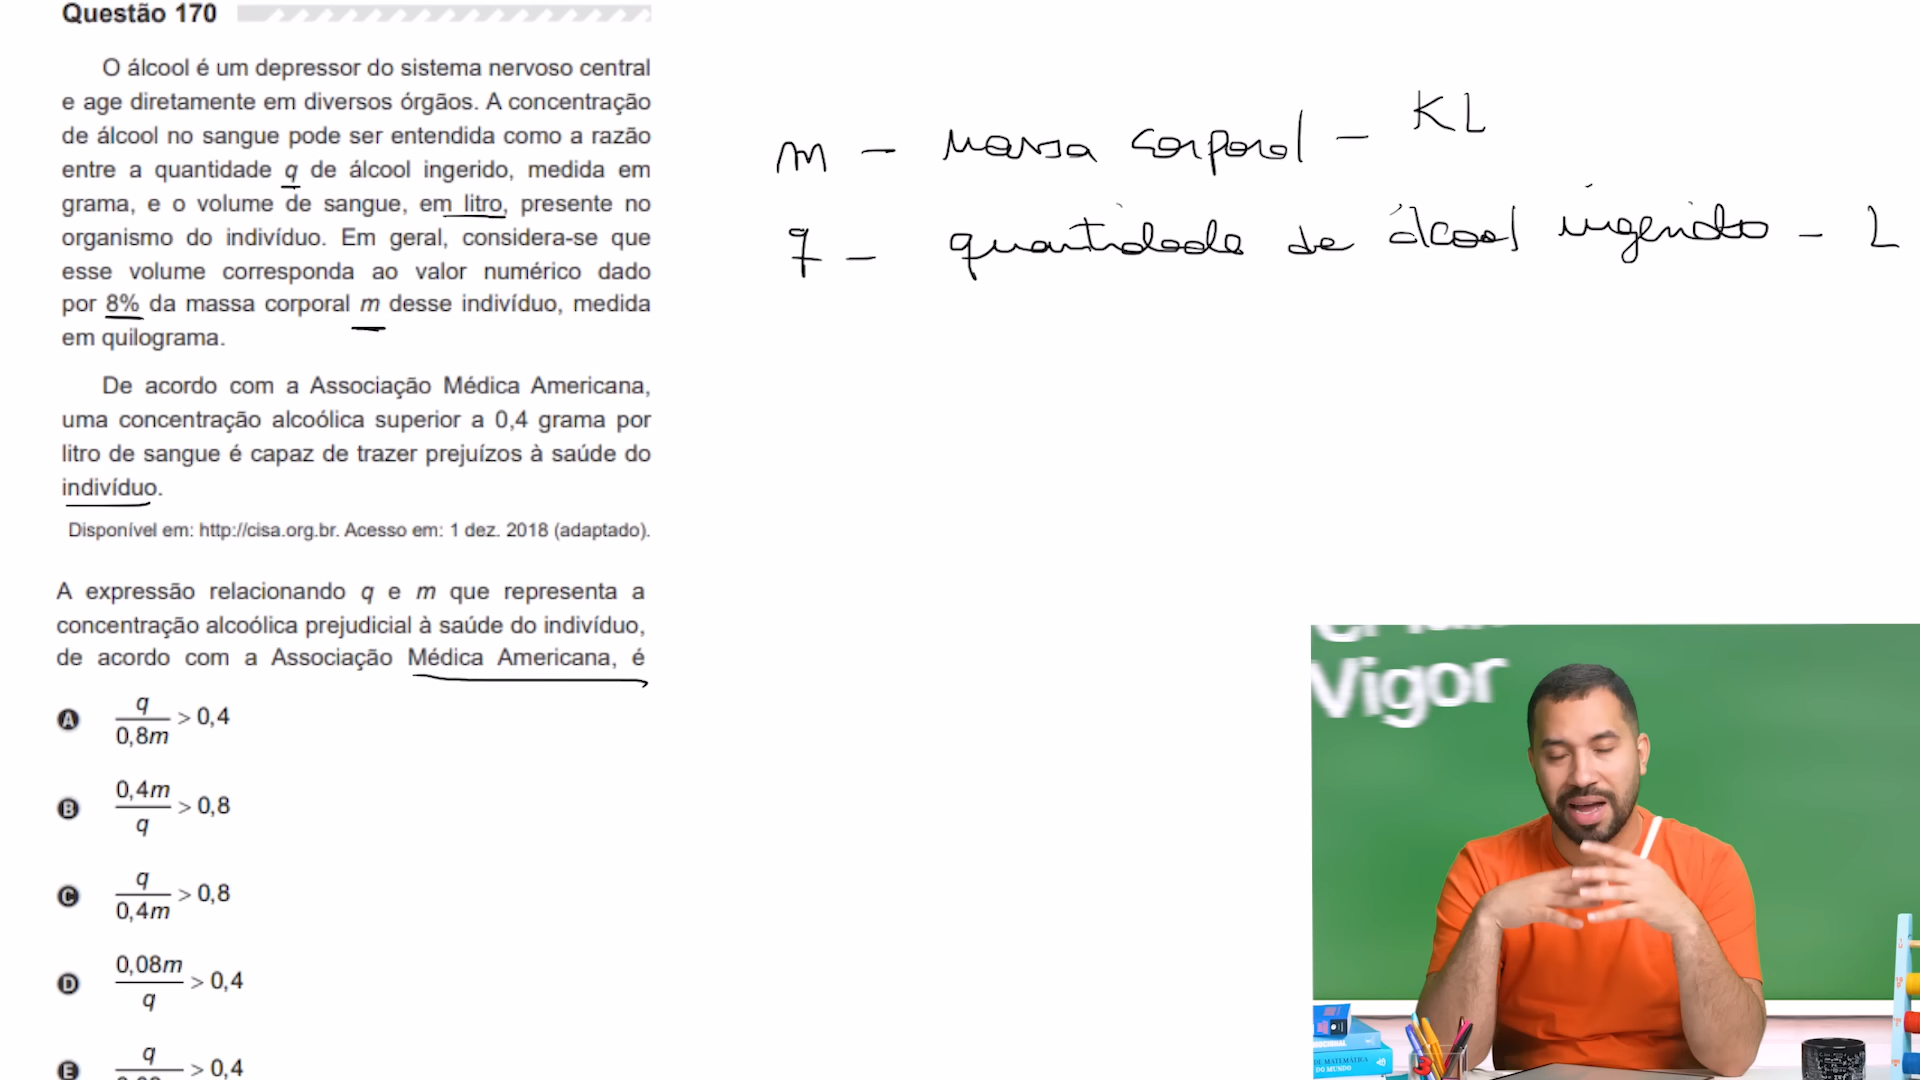 Questão 170
O álcool é um depressor do sistema nervoso central
e age diretamente em diversos órgãos. A concentração
de álcool no sangue pode ser entendida como a razão
entre a quantidade q de álcool ingerido, medida em
grama, e o volume de sangue, em litro, presente no
organismo do indivíduo. Em geral, considera-se que
esse volume corresponda ao valor numérico dado
por 8% da massa corporal m desse indivíduo, medida
em quilograma.
De acordo com a Associação Médica Americana,
uma concentração alcoólica superior a 0,4 grama por
litro de sangue é capaz de trazer prejuízos à saúde do
indivíduo.
Disponível em: http://cisa.org.br. Acesso em: 1 dez. 2018 (adaptado).
A expressão relacionando q e m que representa a
concentração alcoólica prejudicial à saúde do indivíduo,
de acordo com a Associação Médica Americana, é
A q/0,8m > 0,4
B 0,4m/q > 0,8
C q/0,4m > 0,8
D 0,08m/q > 0,4
E q/ > 0,4
m - massa corporal - KL
q - quantidade de álcool ingerido - L
Vigor
DE MATEMÁTICA
DO MUNDO
3